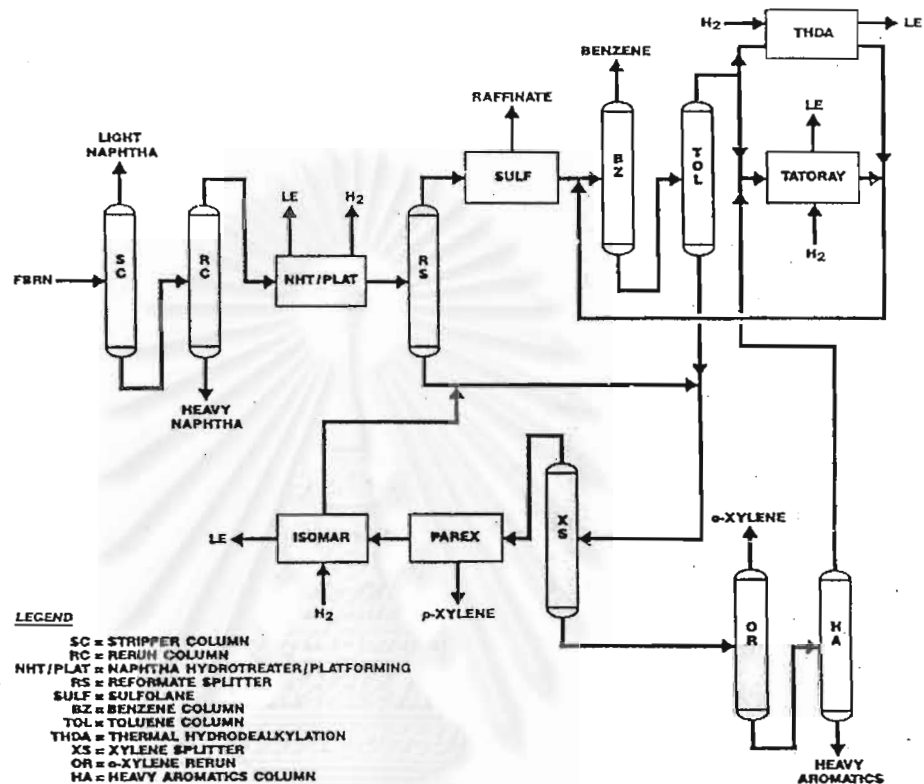 H2
THDA
LE
BENZENE
RAFFINATE
LE
LIGHT
NAPHTHA
BZ
TOL
SULF
TATORAY
LE
H2
H2
FBRN
SC
RC
NHT/PLAT
RS
HEAVY
NAPHTHA
o-XYLENE
XS
LE
ISOMAR
PAREX
H2
p-XYLENE
OR
HA
HEAVY
AROMATICS
LEGEND
SC = STRIPPER COLUMN
RC = RERUN COLUMN
NHT/PLAT = NAPHTHA HYDROTREATER/PLATFORMING
RS = REFORMATE SPLITTER
SULF = SULFOLANE
BZ = BENZENE COLUMN
TOL = TOLUENE COLUMN
THDA = THERMAL HYDRODEALKYLATION
XS = XYLENE SPLITTER
OR = o-XYLENE RERUN
HA = HEAVY AROMATICS COLUMN